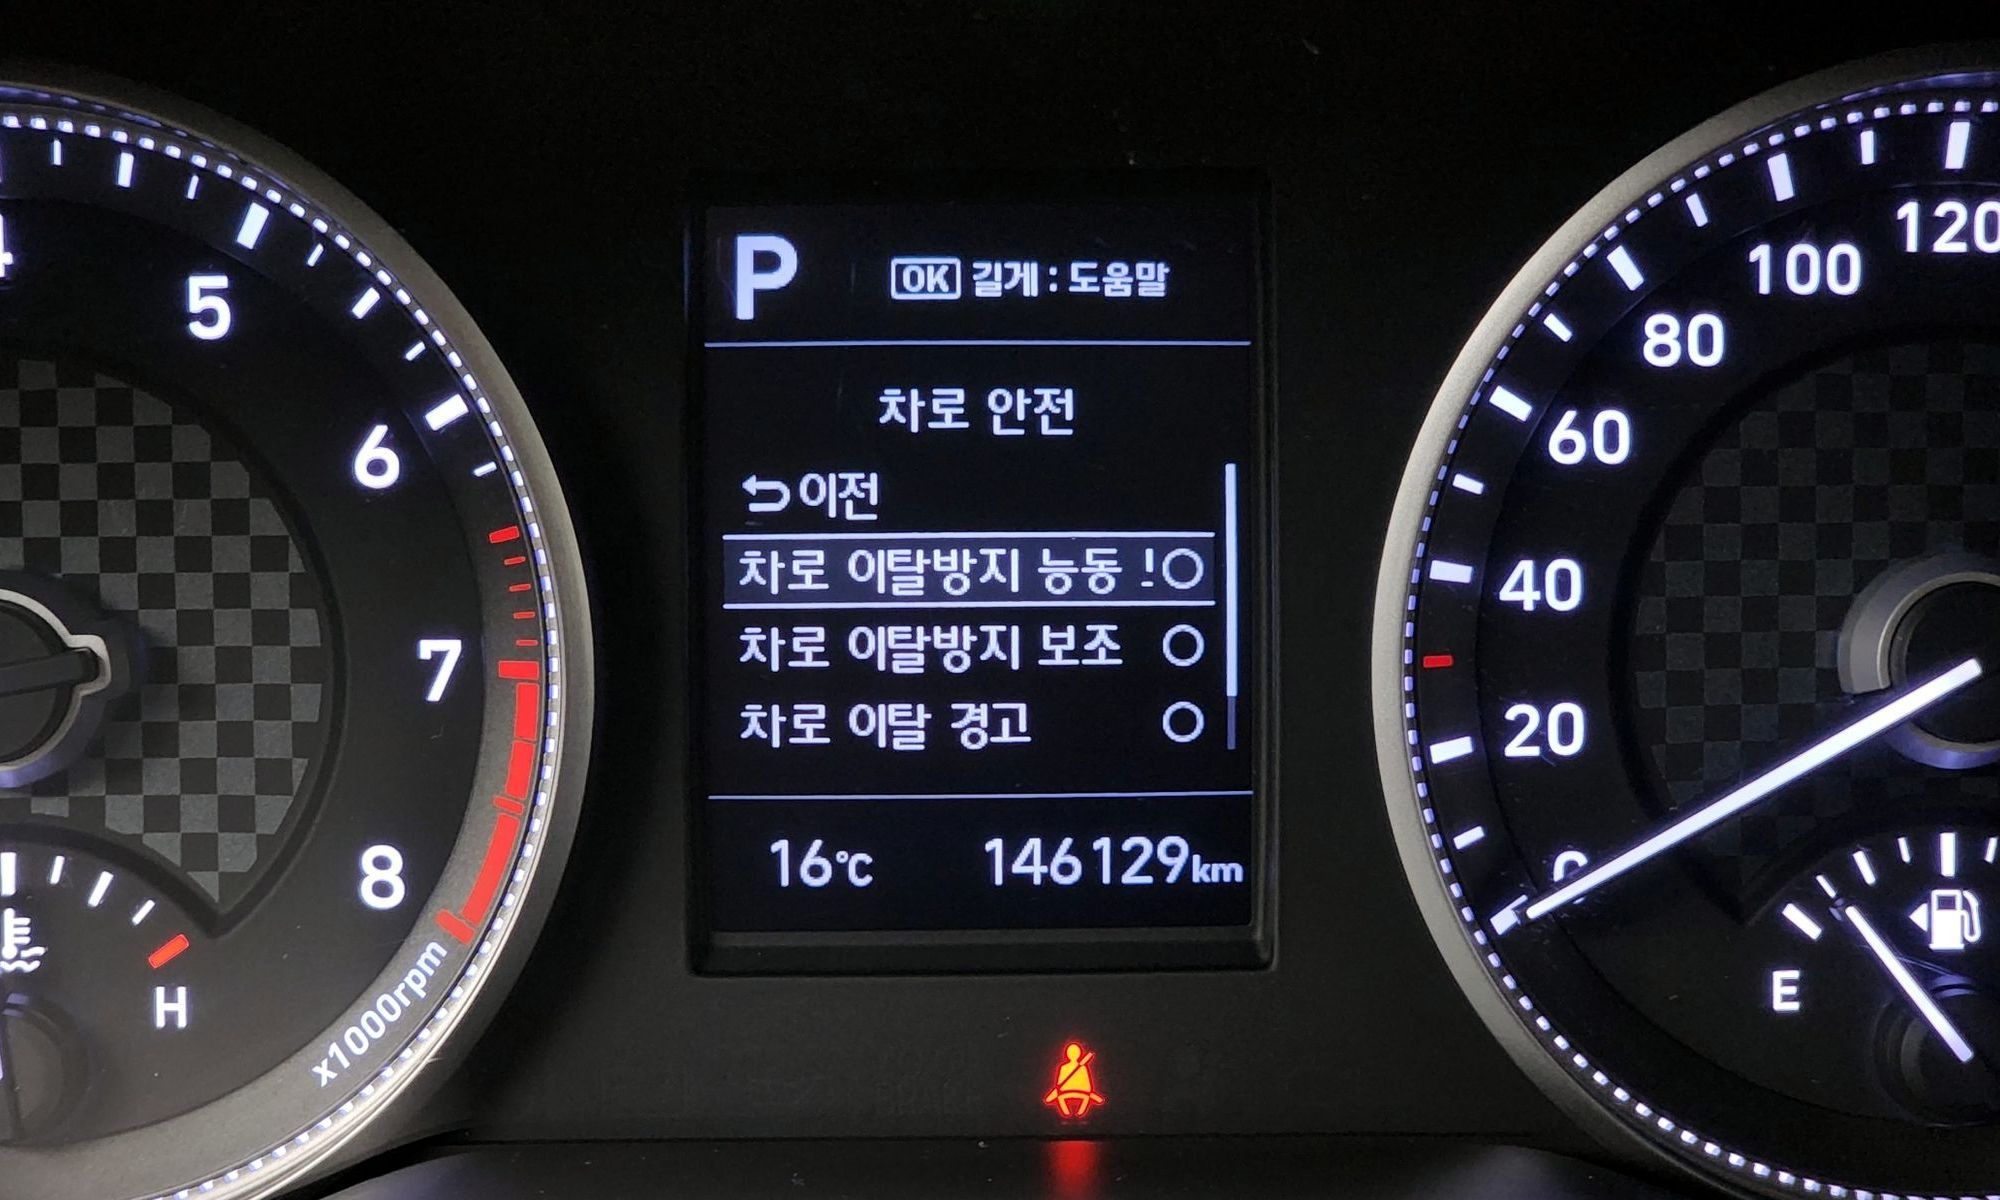 P
OK 길게 : 도움말
차로 안전
이전
차로 이탈방지 능동 !
차로 이탈방지 보조
차로 이탈 경고
16℃ 146129km
5
6
7
8
x1000rpm
H
120
100
80
60
40
20
E